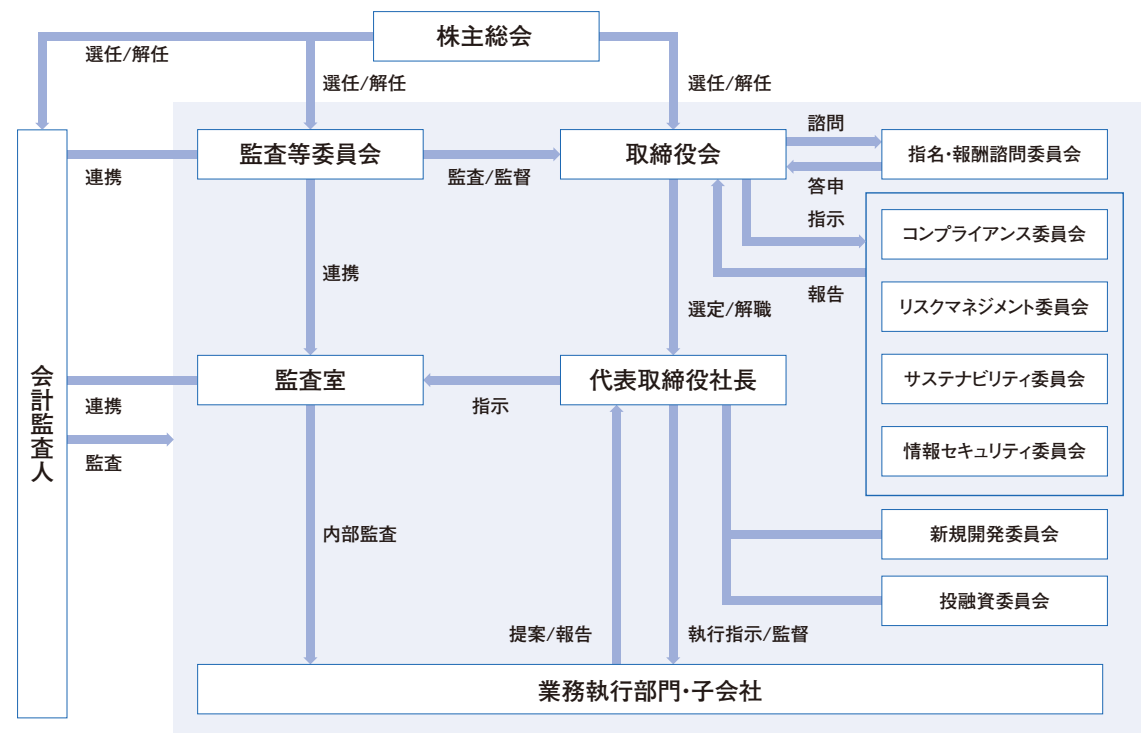 株主総会
選任/解任
選任/解任
選任/解任
監査等委員会
取締役会
諮問
指名・報酬諮問委員会
連携
監査/監督
答申
指示
コンプライアンス委員会
連携
報告
リスクマネジメント委員会
選定/解職
会計監査人
監査室
代表取締役社長
サステナビリティ委員会
連携
指示
監査
情報セキュリティ委員会
内部監査
新規開発委員会
投融資委員会
提案/報告
執行指示/監督
業務執行部門・子会社